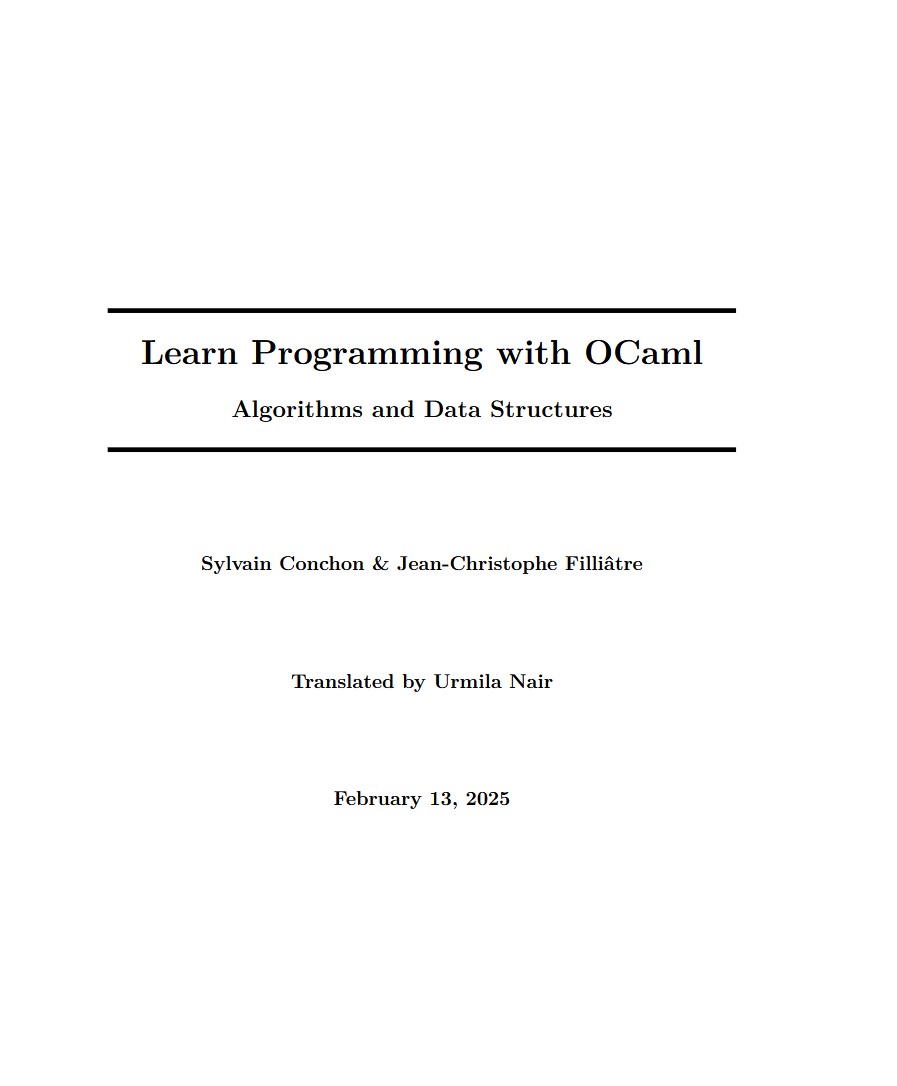 Learn Programming with OCaml
Algorithms and Data Structures
Sylvain Conchon & Jean-Christophe Filliâtre
Translated by Urmila Nair
February 13, 2025